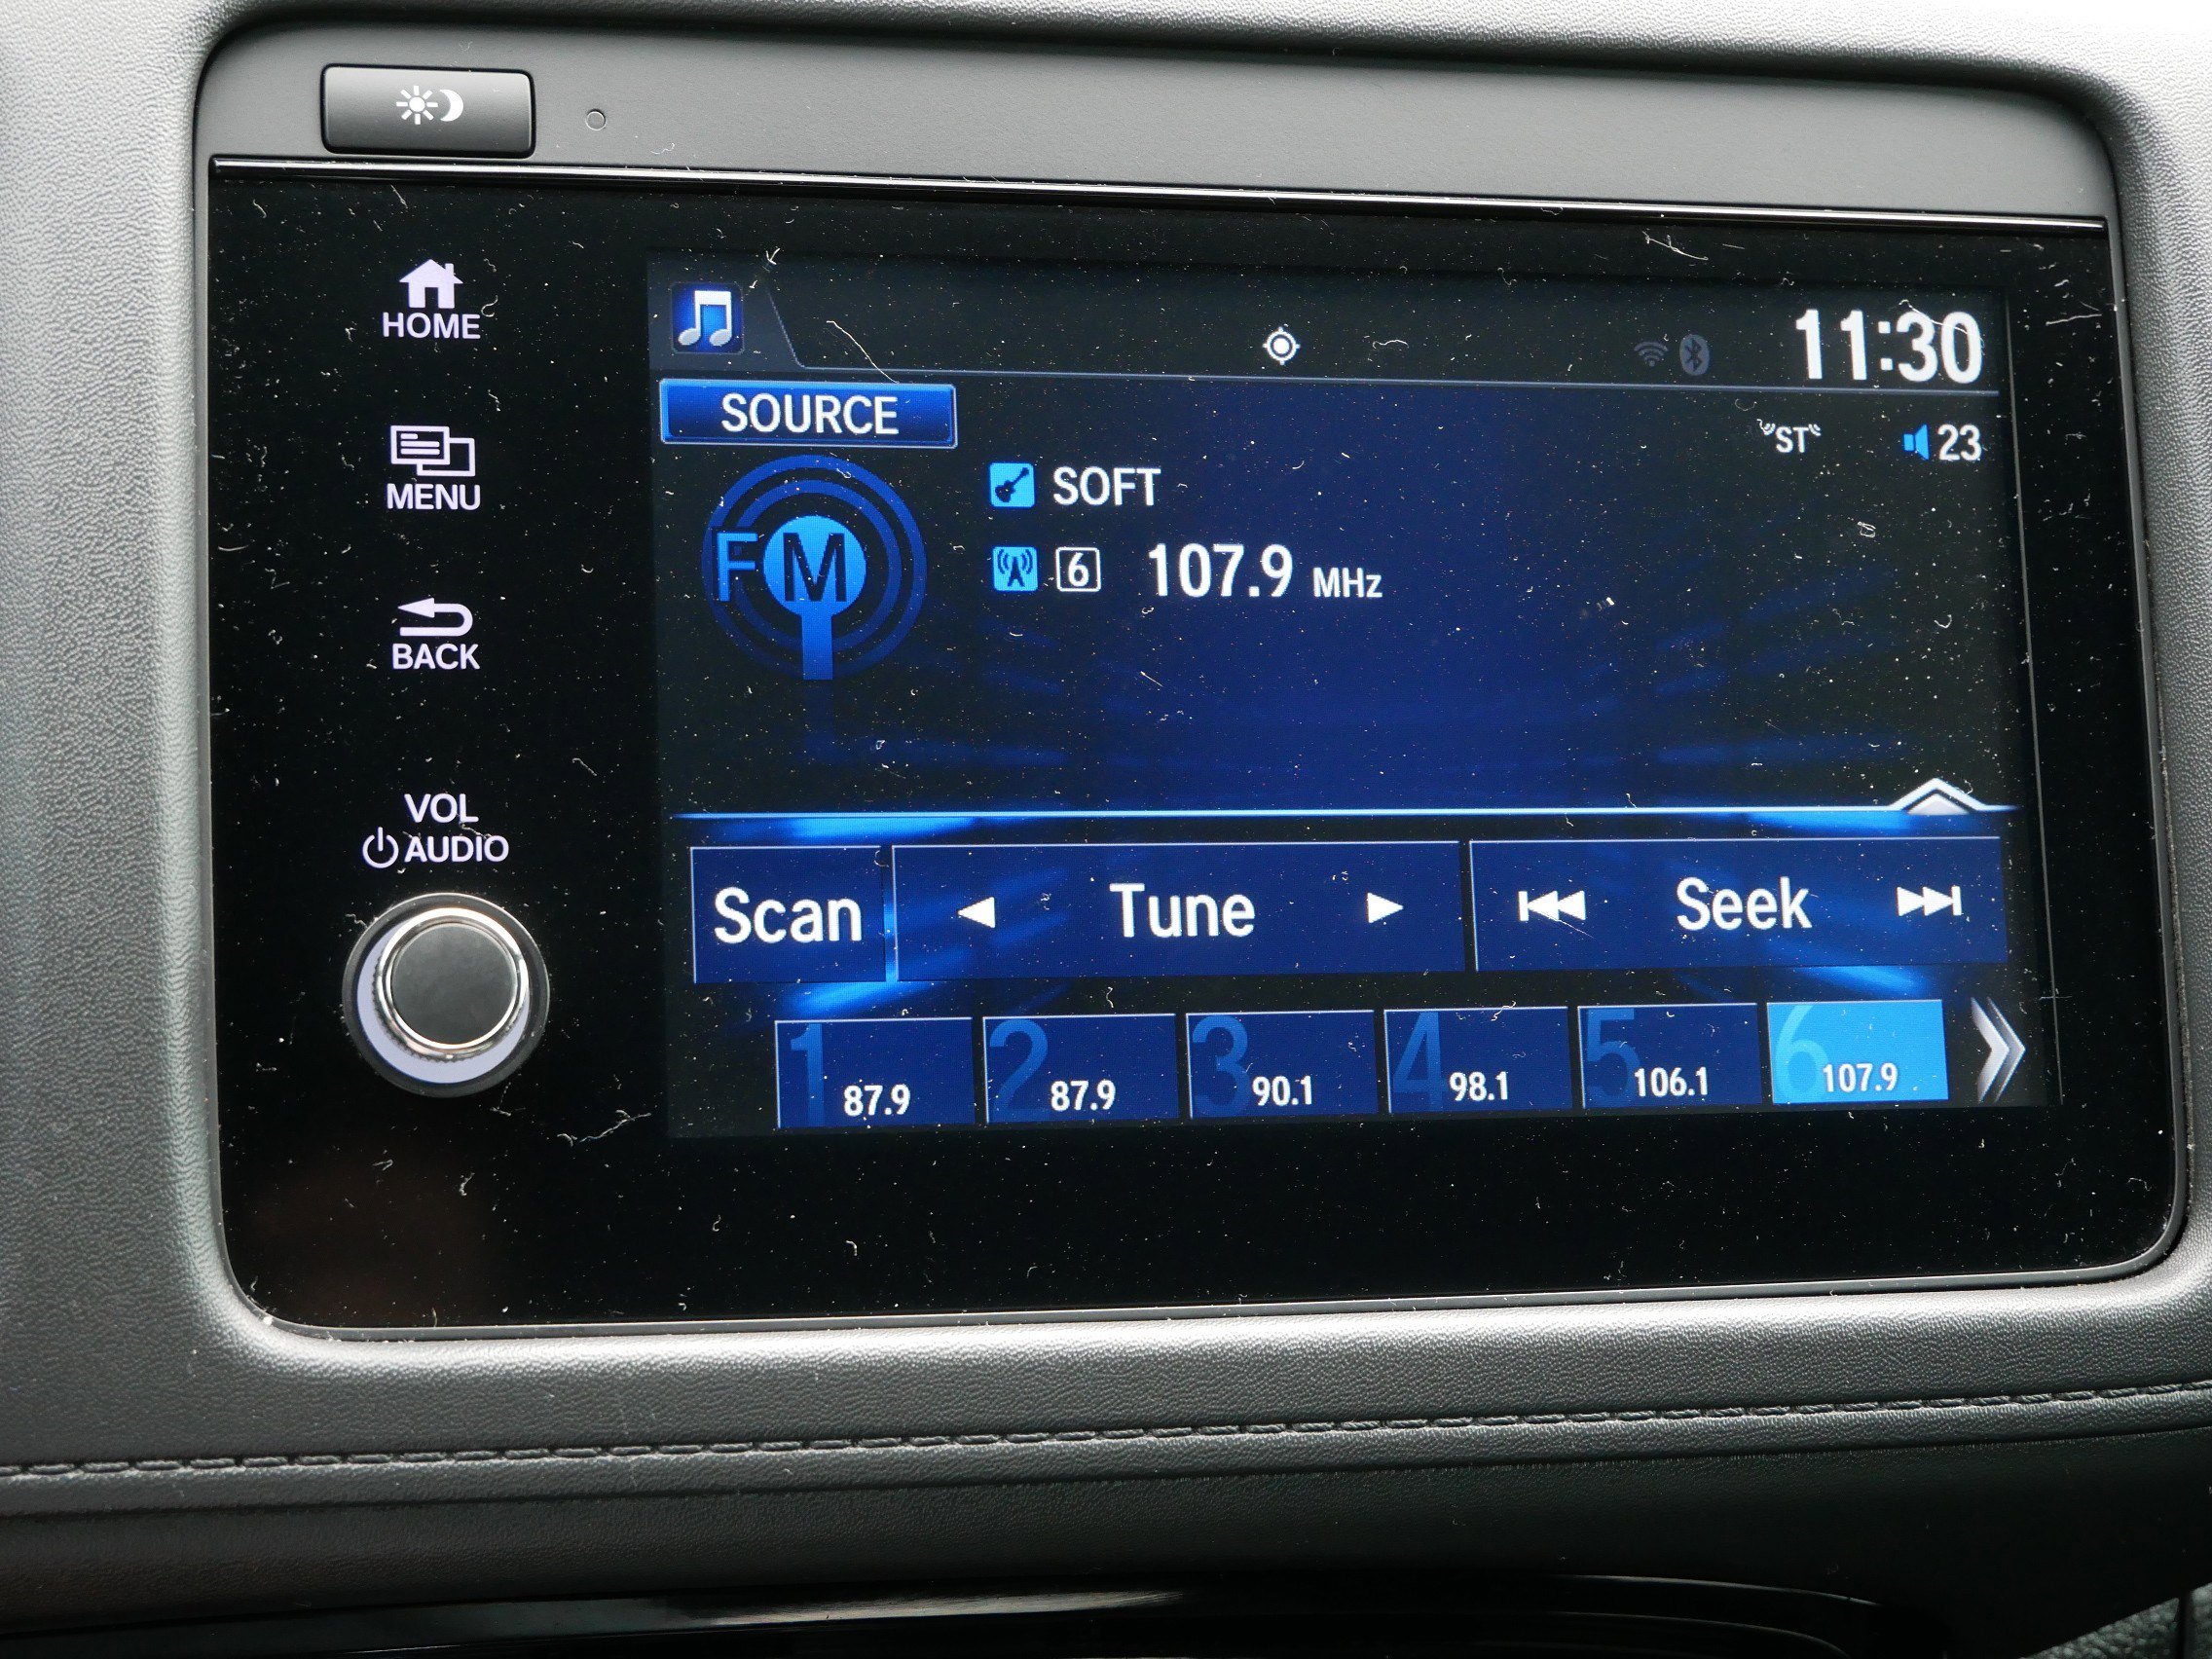 HOME
MENU
BACK
VOL
AUDIO
11:30
SOURCE
ST
23
FM
SOFT
6
107.9 MHz
Scan
Tune
Seek
1
87.9
2
87.9
3
90.1
4
98.1
5
106.1
6
107.9